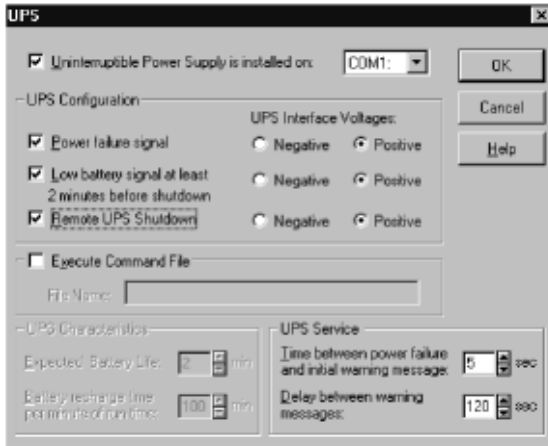 UPS
Uninterruptible Power Supply is installed on: COM1:
OK
Cancel
Help
UPS Configuration
UPS Interface Voltages:
Power failure signal Negative Positive
Low battery signal at least
2 minutes before shutdown Negative Positive
Remote UPS Shutdown Negative Positive
Execute Command File
File Name:
UPS Characteristics
Expected Battery Life: 2 min
Battery recharge time
per minute of run time: 100 min
UPS Service
Time between power failure
and initial warning message: 5 sec
Delay between warning
messages: 120 sec